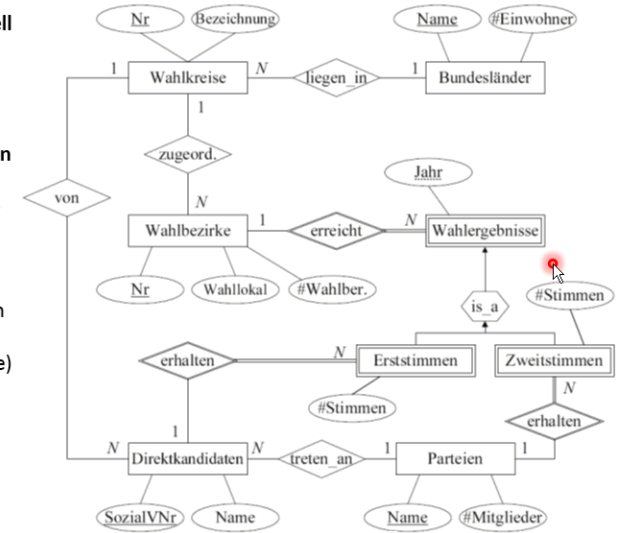 ell
Nr
Bezeichnung
Name
#Einwohner
1
Wahlkreise
N
liegen_in
1
Bundesländer
1
n
zugeord.
Jahr
von
N
Wahlbezirke
1
erreicht
N
Wahlergebnisse
Nr
Wahllokal
#Wahlber.
#Stimmen
n
is_a
e)
erhalten
N
Erststimmen
Zweitstimmen
#Stimmen
N
erhalten
1
N
Direktkandidaten
N
treten_an
1
Parteien
1
SozialVNr
Name
Name
#Mitglieder